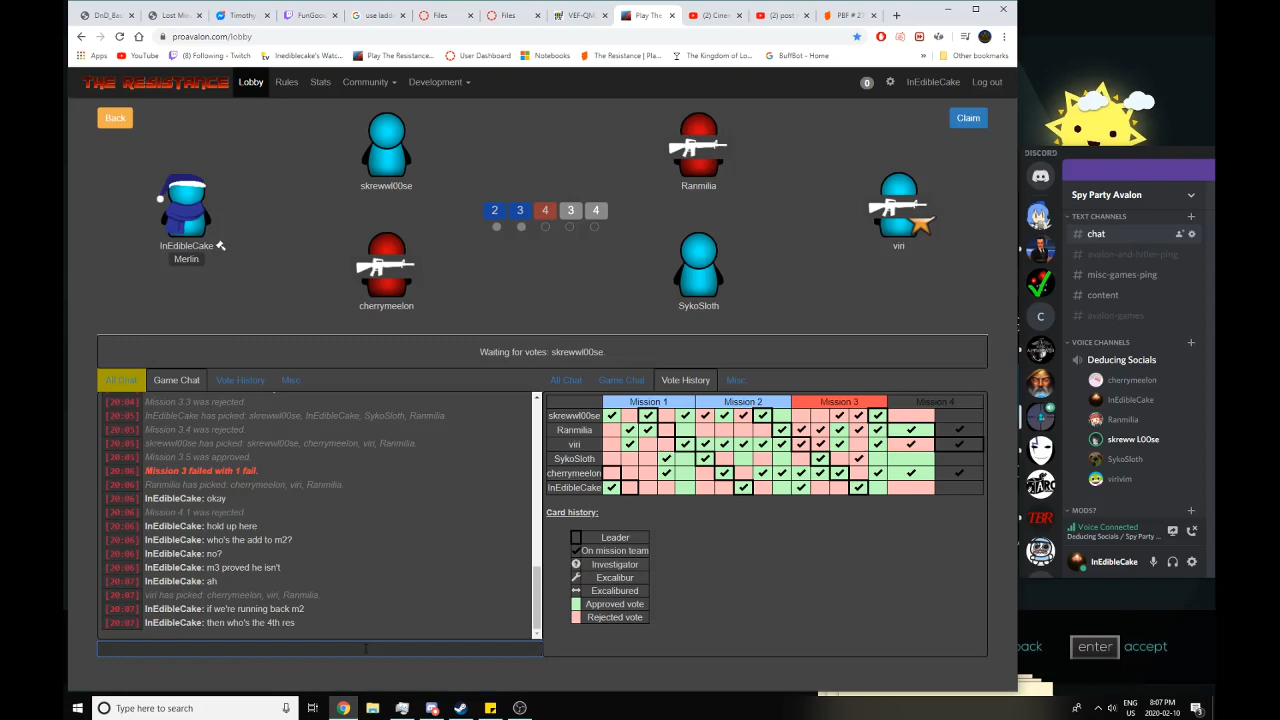 DnD_Bas
Lost Mine
Timothy
FunGoo
use ladd
Files
Files
VEF-QM
Play The
(2) Cinem
(2) post
PBF # 27
proavalon.com/lobby
Apps
YouTube
(8) Following - Twitch
Inediblecake's Watc...
Play The Resistance...
User Dashboard
Notebooks
The Resistance | Pla...
The Kingdom of Lo...
BuffBot - Home
Other bookmarks
THE RESISTANCE
Lobby
Rules
Stats
Community
Development
0
InEdibleCake
Log out
Back
Claim
skrewwl00se
Ranmilia
InEdibleCake
Merlin
2 3 4 3 4
viri
cherrymeelon
SykoSloth
Waiting for votes: skrewwl00se.
All Chat
Game Chat
Vote History
Misc
[20:04] Mission 3.3 was rejected.
[20:05] InEdibleCake has picked: skrewwl00se, InEdibleCake, SykoSloth, Ranmilia.
[20:05] Mission 3.4 was rejected.
[20:05] skrewwl00se has picked: skrewwl00se, cherrymeelon, viri, Ranmilia.
[20:05] Mission 3.5 was approved.
[20:06] Mission 3 failed with 1 fail.
[20:06] Ranmilia has picked: cherrymeelon, viri, Ranmilia.
[20:06] InEdibleCake: okay
[20:06] Mission 4.1 was rejected.
[20:06] InEdibleCake: hold up here
[20:06] InEdibleCake: who's the add to m2?
[20:06] InEdibleCake: no?
[20:06] InEdibleCake: m3 proved he isn't
[20:07] InEdibleCake: ah
[20:07] viri has picked: cherrymeelon, viri, Ranmilia.
[20:07] InEdibleCake: if we're running back m2
[20:07] InEdibleCake: then who's the 4th res
All Chat
Game Chat
Vote History
Misc.
Mission 1
Mission 2
Mission 3
Mission 4
skrewwl00se
Ranmilia
viri
SykoSloth
cherrymeelon
InEdibleCake
Card history:
Leader
On mission team
Investigator
Excalibur
Excalibured
Approved vote
Rejected vote
DISCORD
Spy Party Avalon
TEXT CHANNELS
# chat
# avalon-and-hitler-ping
# misc-games-ping
# content
# avalon-games
VOICE CHANNELS
Deducing Socials
cherrymeelon
InEdibleCake
Ranmilia
skreww LOOse
SykoSloth
virivim
MODS?
Voice Connected
Deducing Socials / Spy Party ...
InEdibleCake
C
TBR
back
enter
accept
Type here to search
ENG
US
8:07 PM
2020-02-10
3